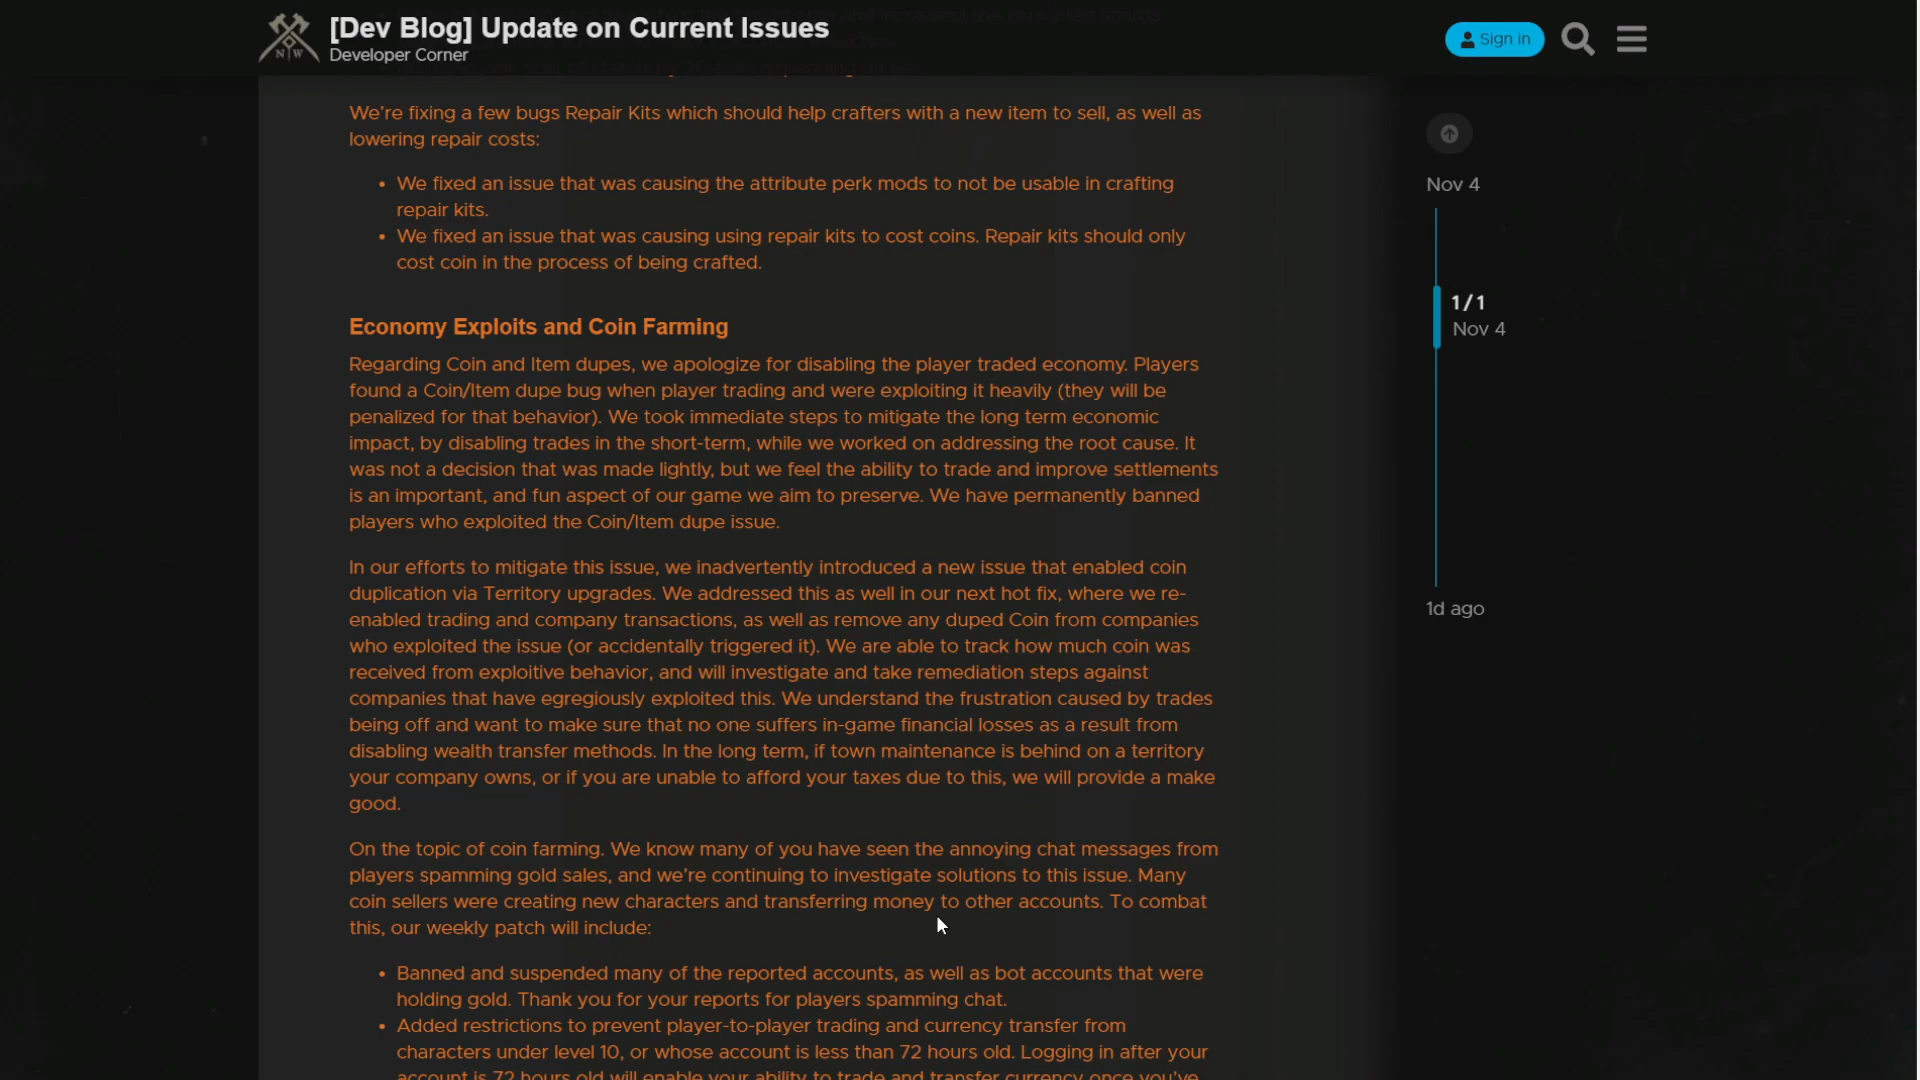 [Dev Blog] Update on Current Issues
Developer Corner
N W
Sign in
We're fixing a few bugs Repair Kits which should help crafters with a new item to sell, as well as
lowering repair costs:
• We fixed an issue that was causing the attribute perk mods to not be usable in crafting
repair kits.
• We fixed an issue that was causing using repair kits to cost coins. Repair kits should only
cost coin in the process of being crafted.
Economy Exploits and Coin Farming
Regarding Coin and Item dupes, we apologize for disabling the player traded economy. Players
found a Coin/Item dupe bug when player trading and were exploiting it heavily (they will be
penalized for that behavior). We took immediate steps to mitigate the long term economic
impact, by disabling trades in the short-term, while we worked on addressing the root cause. It
was not a decision that was made lightly, but we feel the ability to trade and improve settlements
is an important, and fun aspect of our game we aim to preserve. We have permanently banned
players who exploited the Coin/Item dupe issue.
In our efforts to mitigate this issue, we inadvertently introduced a new issue that enabled coin
duplication via Territory upgrades. We addressed this as well in our next hot fix, where we re-
enabled trading and company transactions, as well as remove any duped Coin from companies
who exploited the issue (or accidentally triggered it). We are able to track how much coin was
received from exploitive behavior, and will investigate and take remediation steps against
companies that have egregiously exploited this. We understand the frustration caused by trades
being off and want to make sure that no one suffers in-game financial losses as a result from
disabling wealth transfer methods. In the long term, if town maintenance is behind on a territory
your company owns, or if you are unable to afford your taxes due to this, we will provide a make
good.
On the topic of coin farming. We know many of you have seen the annoying chat messages from
players spamming gold sales, and we're continuing to investigate solutions to this issue. Many
coin sellers were creating new characters and transferring money to other accounts. To combat
this, our weekly patch will include:
• Banned and suspended many of the reported accounts, as well as bot accounts that were
holding gold. Thank you for your reports for players spamming chat.
• Added restrictions to prevent player-to-player trading and currency transfer from
characters under level 10, or whose account is less than 72 hours old. Logging in after your
account is 72 hours old will enable your ability to trade and transfer currency once you've
Nov 4
1/1
Nov 4
1d ago